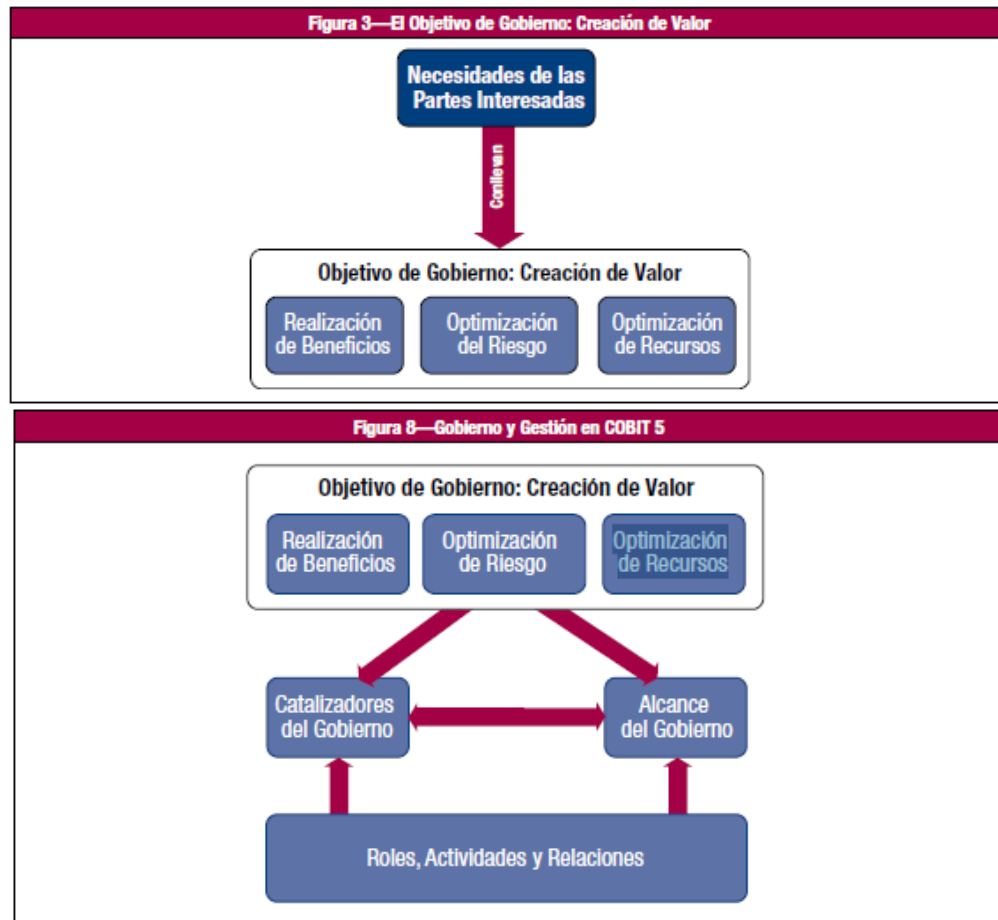 Figura 3—El Objetivo de Gobierno: Creación de Valor
Necesidades de las
Partes Interesadas
Conllevan
Objetivo de Gobierno: Creación de Valor
Realización
de Beneficios
Optimización
del Riesgo
Optimización
de Recursos
Figura 8—Gobierno y Gestión en COBIT 5
Objetivo de Gobierno: Creación de Valor
Realización
de Beneficios
Optimización
de Riesgo
Optimización
de Recursos
Catalizadores
del Gobierno
Alcance
del Gobierno
Roles, Actividades y Relaciones